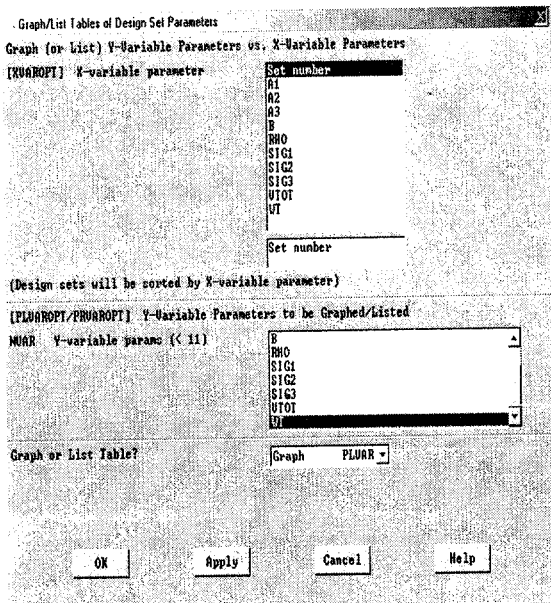 Graph/List Tables of Design Set Parameters
Graph (or List) Y-Variable Parameters vs. X-Variable Parameters
[XVAROPT] X-variable parameter
Set number
A1
A2
A3
B
RHO
SIG1
SIG2
SIG3
VTOT
WT
Set number
(Design sets will be sorted by X-variable parameter)
[PLVAROPT/PRVAROPT] Y-Variable Parameters to be Graphed/Listed
NVAR Y-variable params (< 11)
B
RHO
SIG1
SIG2
SIG3
VTOT
WT
Graph or List Table?
Graph PLVAR
OK Apply Cancel Help